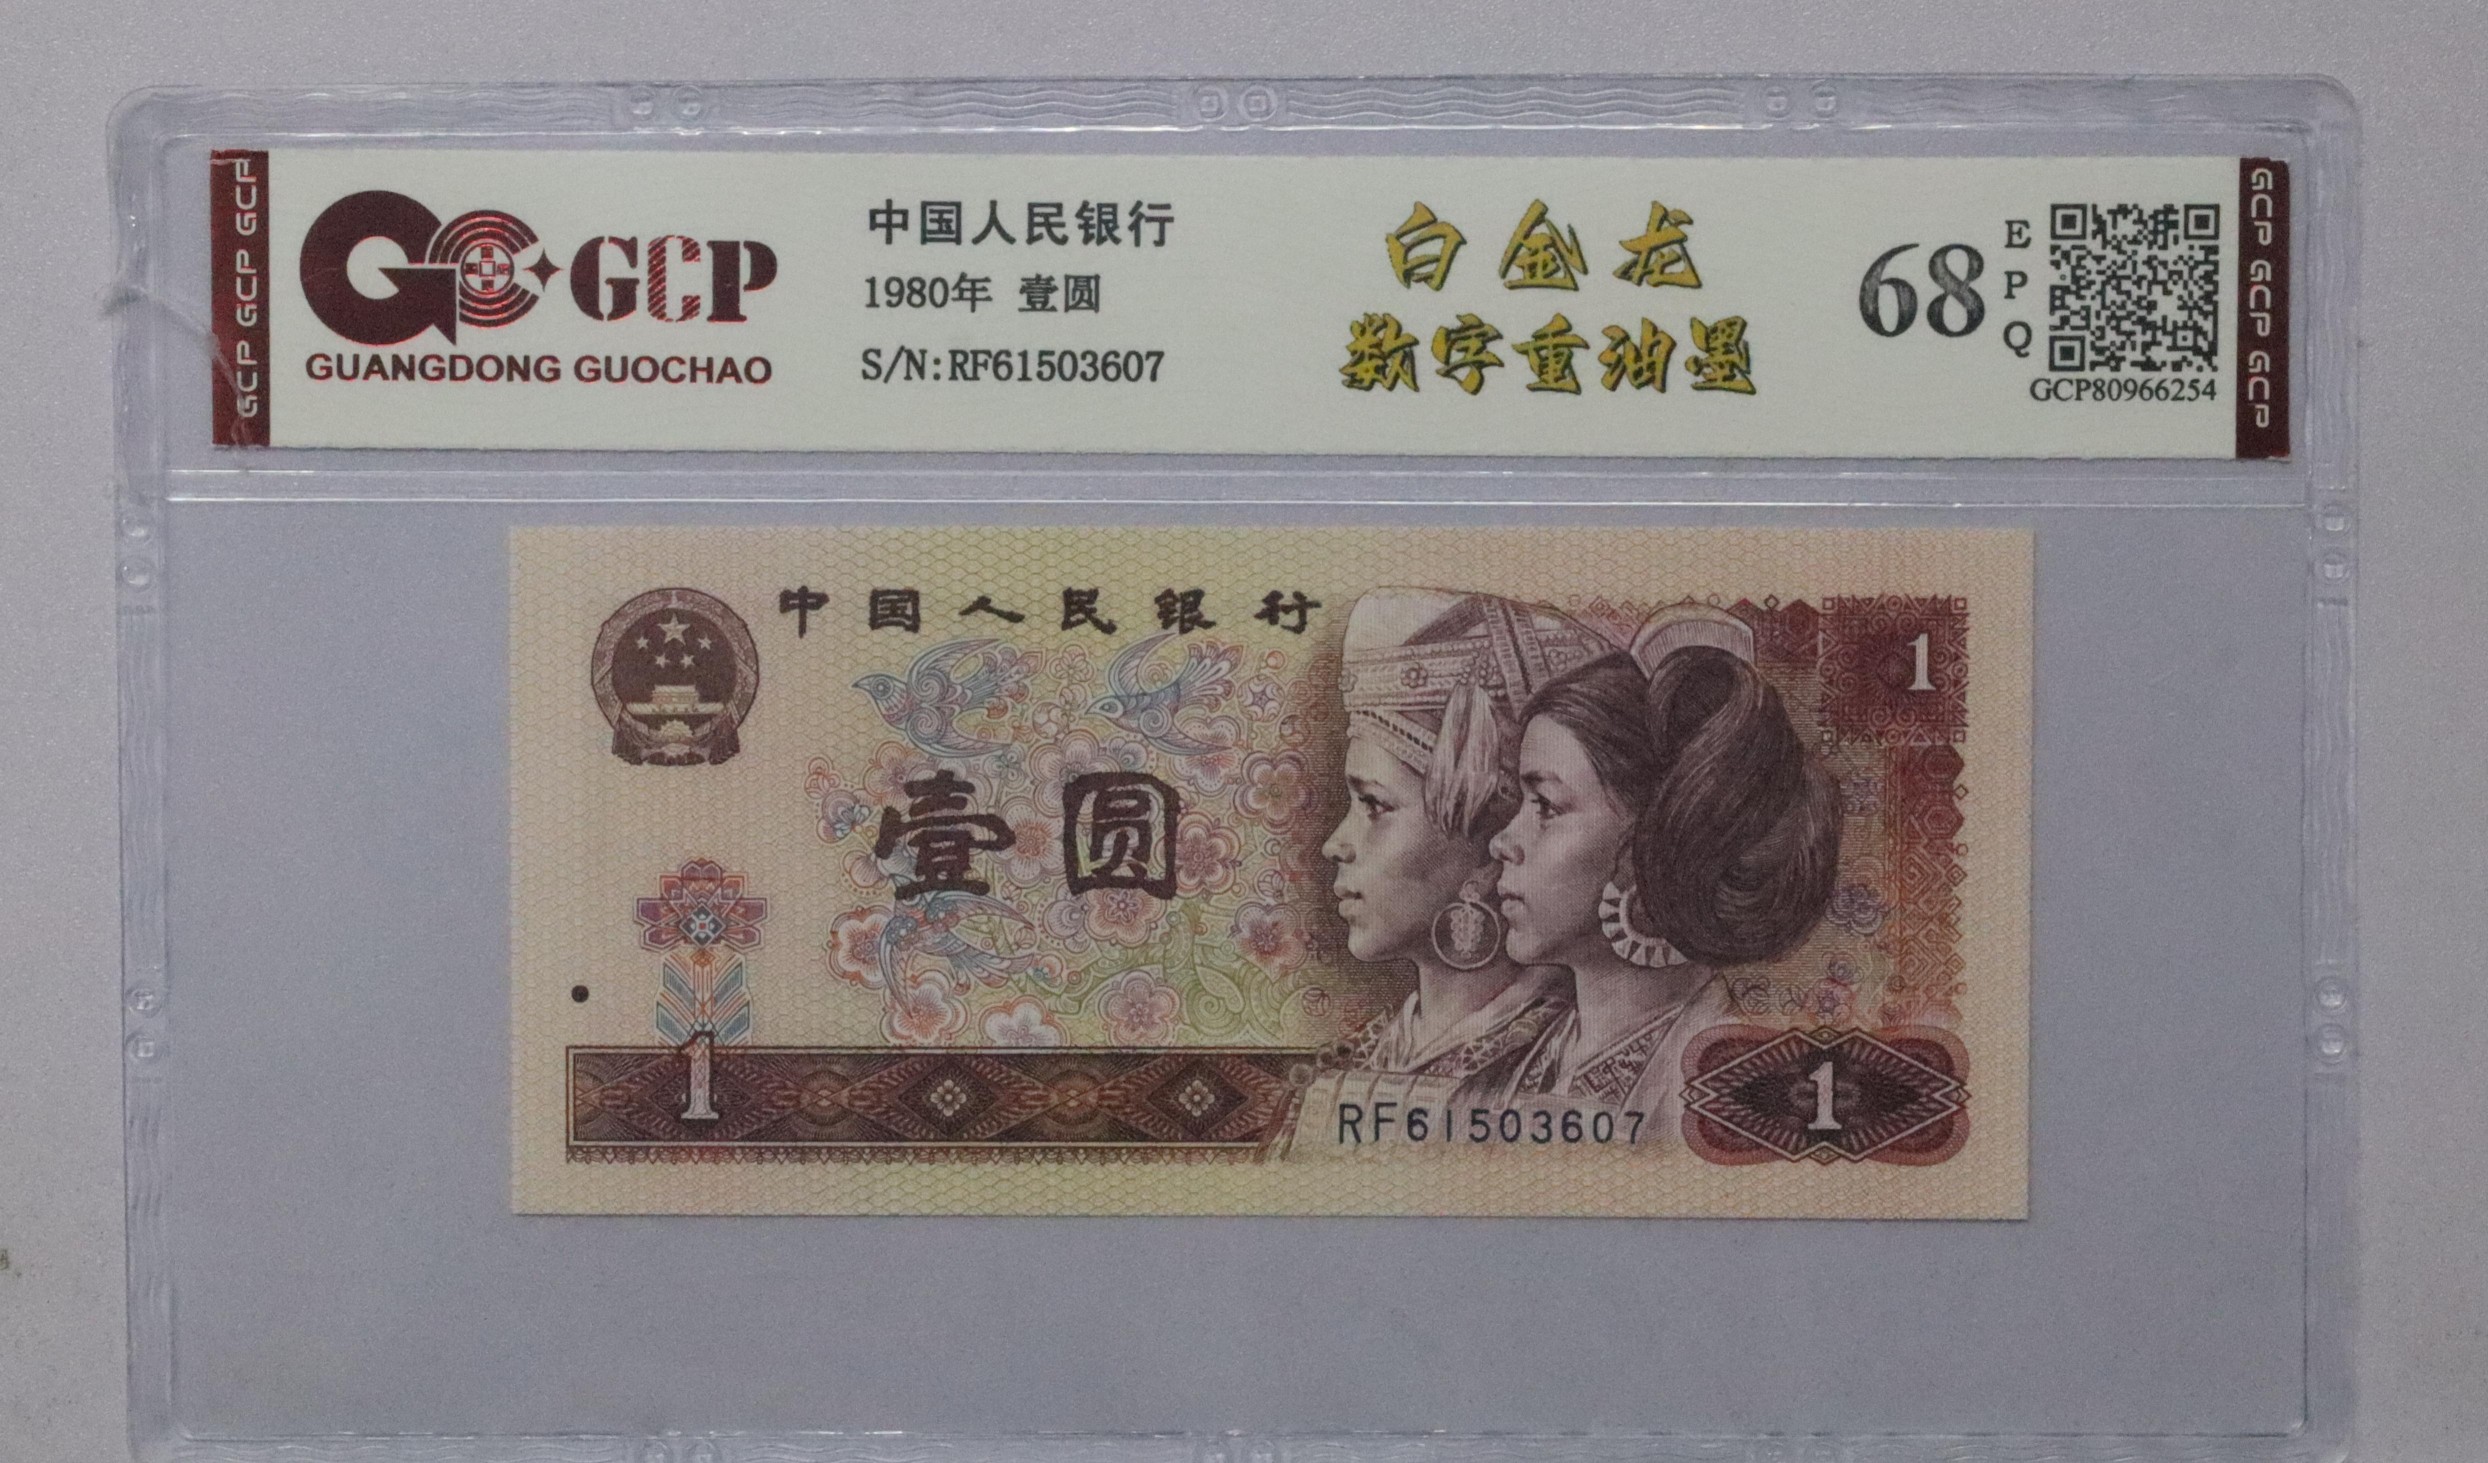 GCP GCP GCP
GCP
GUANGDONG GUOCHAO
中国人民银行
1980年 壹圆
S/N:RF61503607
白金龙
数字重油墨
68
E
P
Q
GCP80966254
GCP GCP GCP
中国人民银行
1
壹圆
1
1
RF61503607